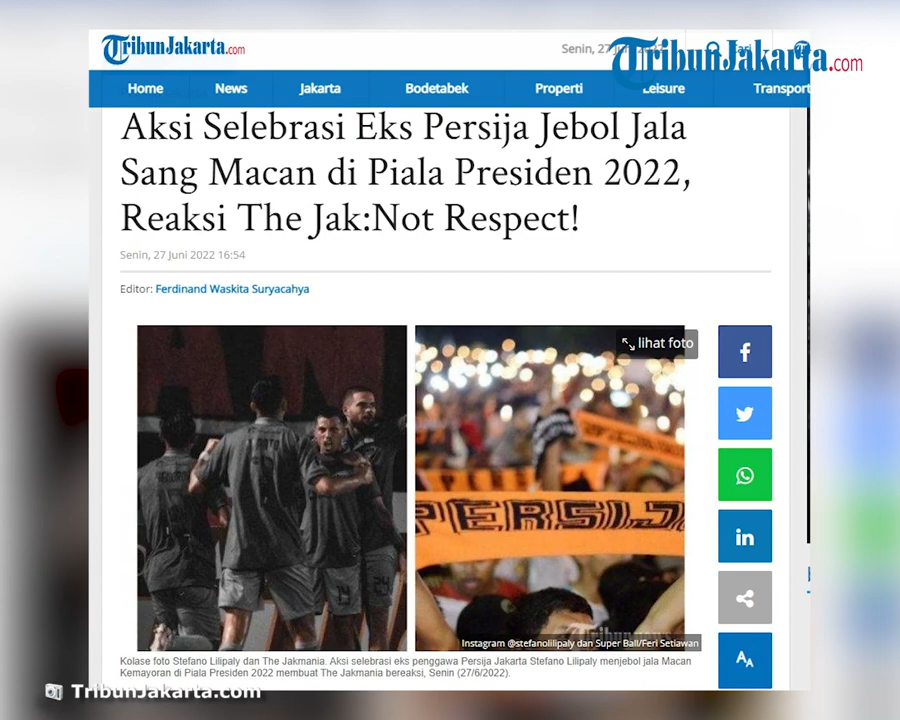 TribunJakarta.com
Senin, 27
TribunJakarta.com
Home News Jakarta Bodetabek Properti Leisure Transport
Aksi Selebrasi Eks Persija Jebol Jala
Sang Macan di Piala Presiden 2022,
Reaksi The Jak:Not Respect!
Senin, 27 Juni 2022 16:54
Editor: Ferdinand Waskita Suryacahya
lihat foto
PERSIJ
14
24
Instagram @stefanolilipaly dan Super Ball/Feri Setiawan
Kolase foto Stefano Lilipaly dan The Jakmania. Aksi selebrasi eks penggawa Persija Jakarta Stefano Lilipaly menjebol jala Macan
Kemayoran di Piala Presiden 2022 membuat The Jakmania bereaksi, Senin (27/6/2022).
TribunJakarta.com